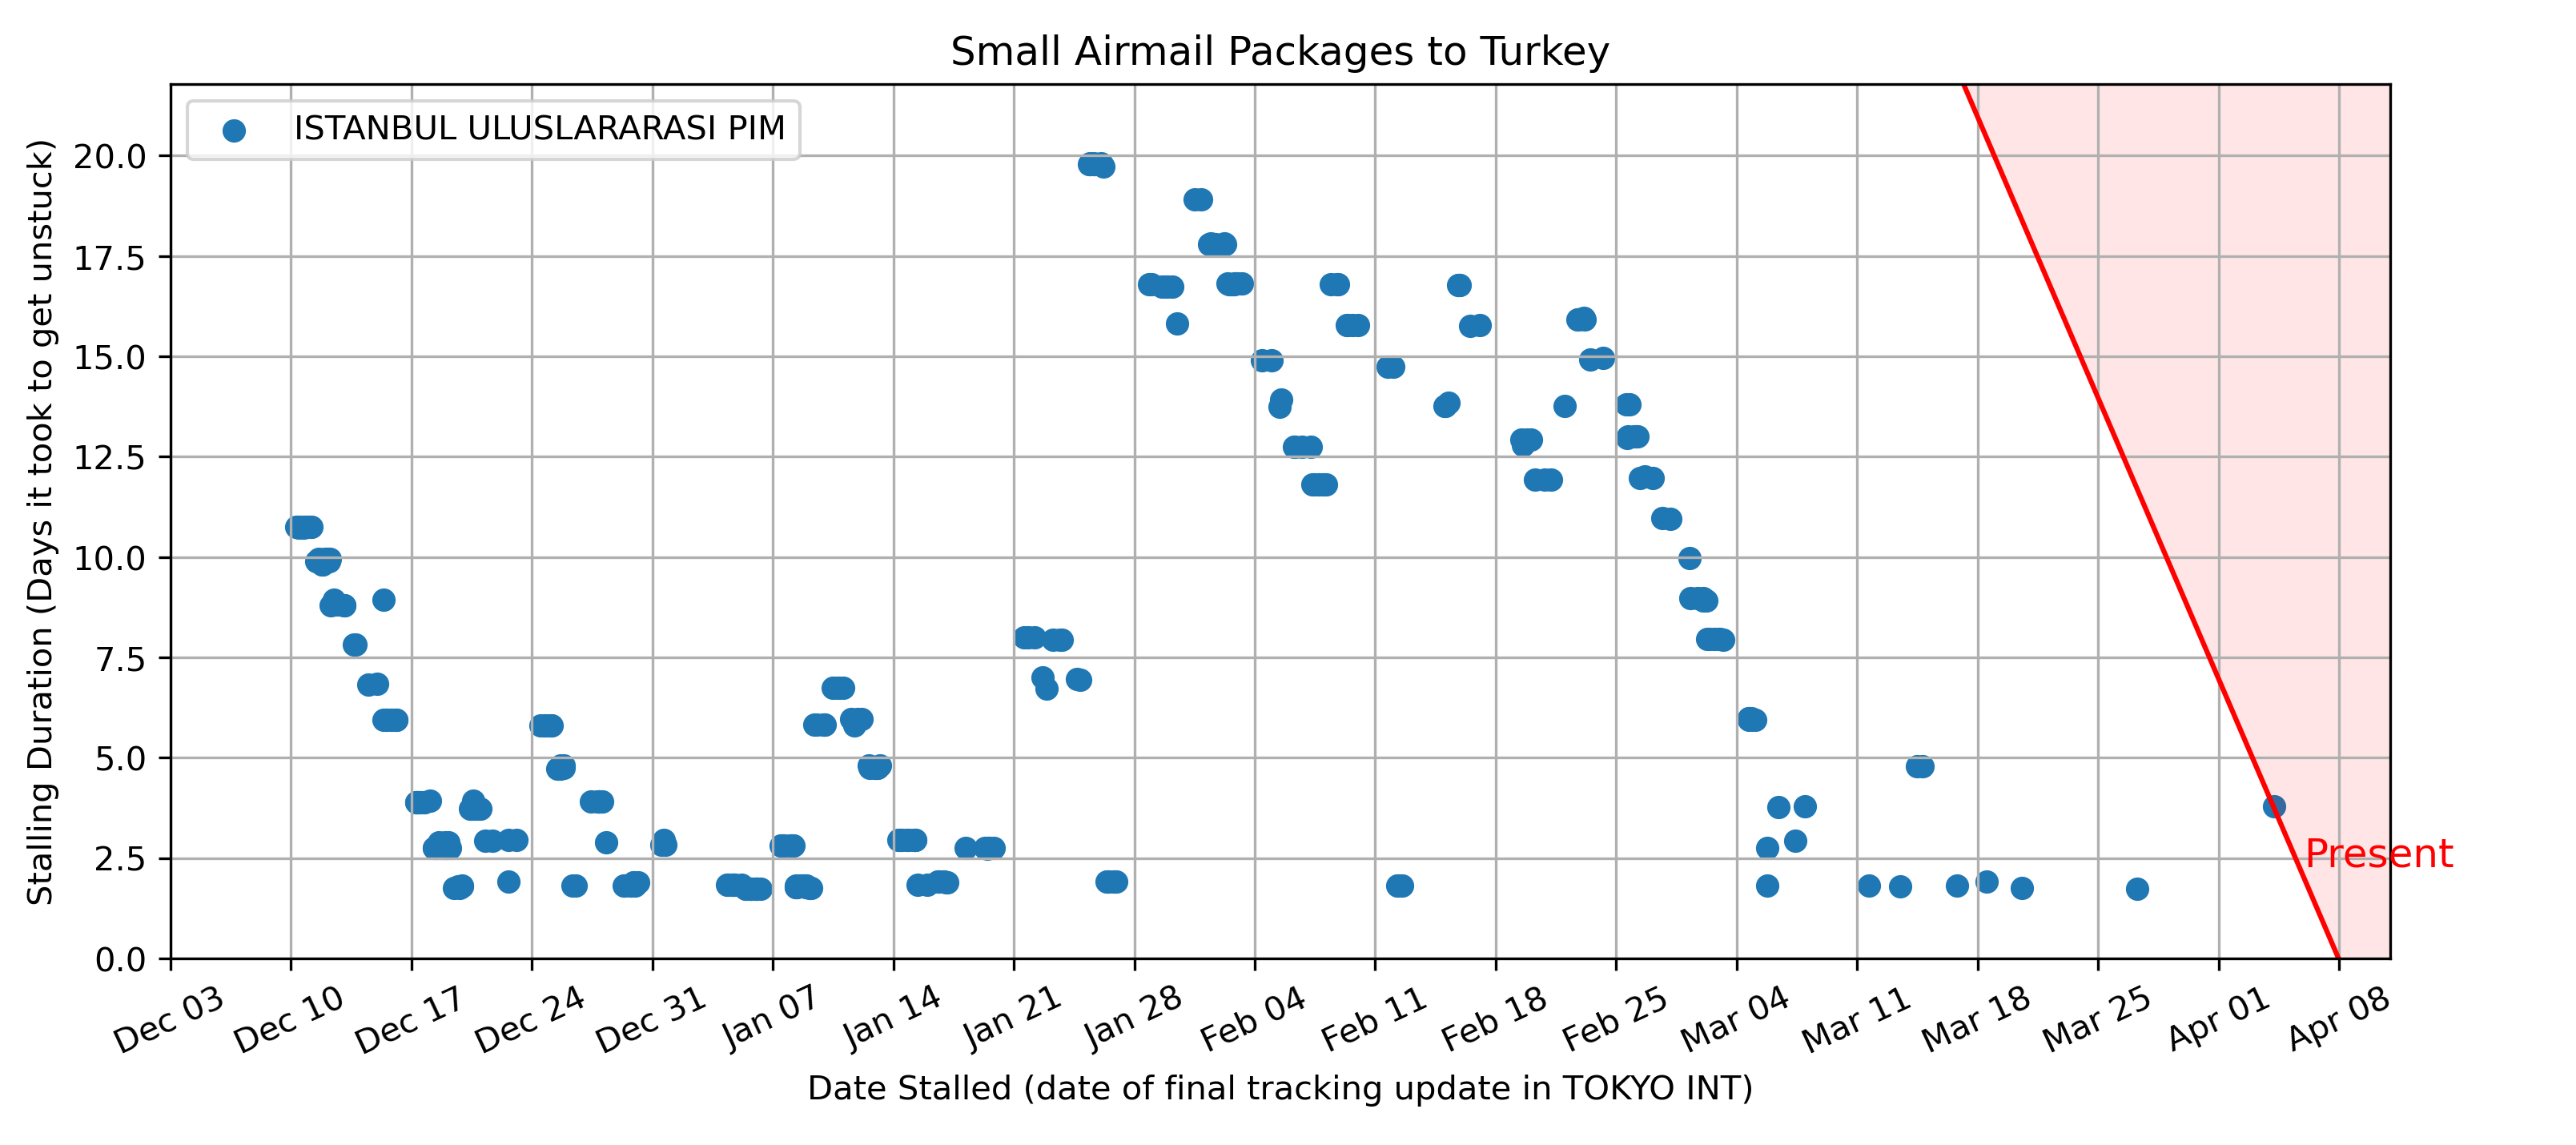 Small Airmail Packages to Turkey
ISTANBUL ULUSLARARASI PIM
Stalling Duration (Days it took to get unstuck)
20.0
17.5
15.0
12.5
10.0
7.5
5.0
2.5
0.0
Present
Dec 03
Dec 10
Dec 17
Dec 24
Dec 31
Jan 07
Jan 14
Jan 21
Jan 28
Feb 04
Feb 11
Feb 18
Feb 25
Mar 04
Mar 11
Mar 18
Mar 25
Apr 01
Apr 08
Date Stalled (date of final tracking update in TOKYO INT)